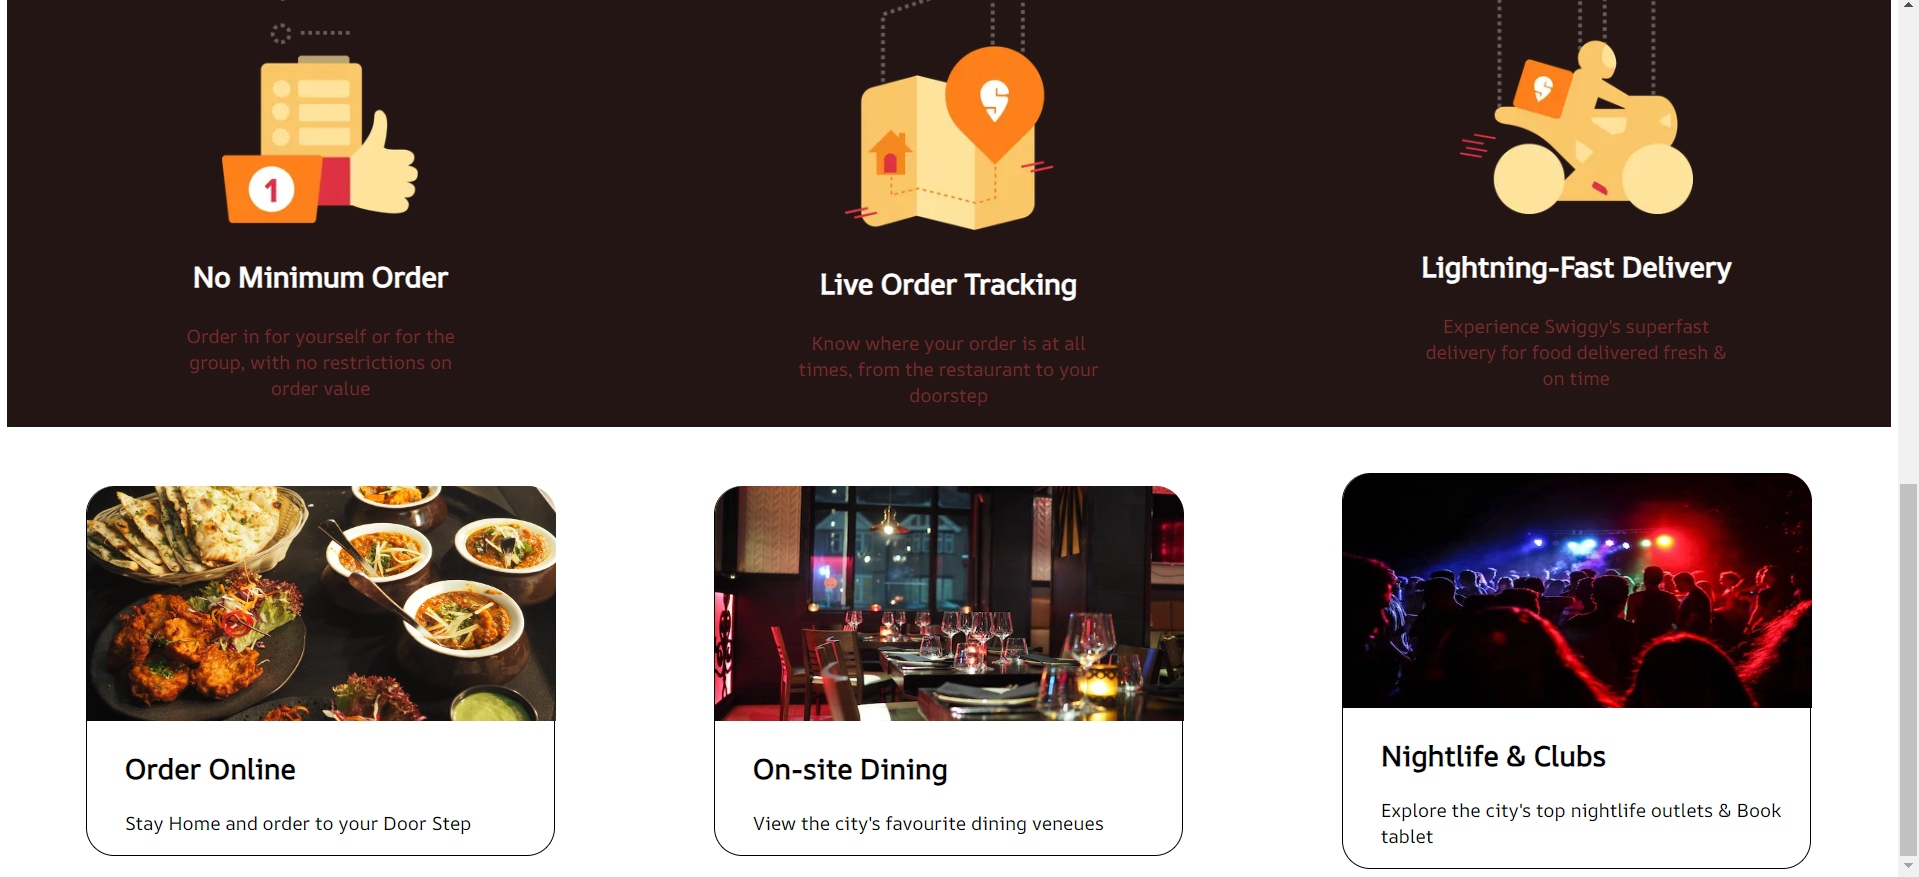 1
No Minimum Order
Order in for yourself or for the
group, with no restrictions on
order value
Live Order Tracking
Know where your order is at all
times, from the restaurant to your
doorstep
Lightning-Fast Delivery
Experience Swiggy's superfast
delivery for food delivered fresh &
on time
Order Online
Stay Home and order to your Door Step
On-site Dining
View the city's favourite dining veneues
Nightlife & Clubs
Explore the city's top nightlife outlets & Book
tablet